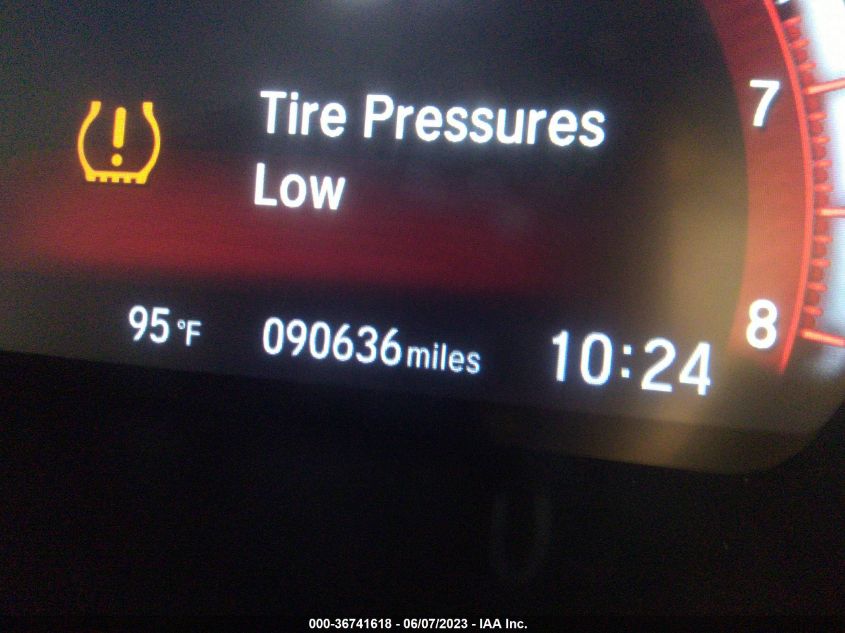 Tire Pressures
Low
7
8
95 °F 090636 miles 10:24
000-36741618 - 06/07/2023 - IAA Inc.